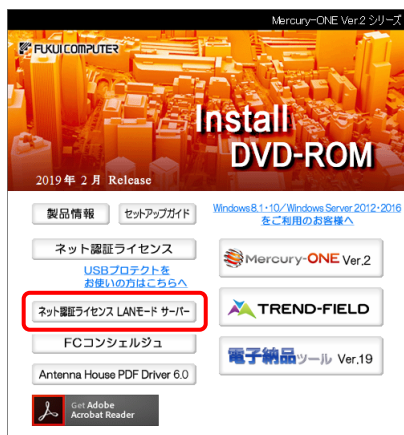 Mercury-ONE Ver.2 シリーズ
FUKUI COMPUTER
Install
DVD-ROM
2019年 2月 Release
製品情報
セットアップガイド
Windows8.1・10/Windows Server 2012・2016
をご利用のお客様へ
ネット認証ライセンス
USBプロテクトを
お使いの方はこちらへ
Mercury-ONE Ver.2
ネット認証ライセンス LANモード サーバー
TREND-FIELD
FCコンシェルジュ
電子納品ツール Ver.19
Antenna House PDF Driver 6.0
Get Adobe
Acrobat Reader